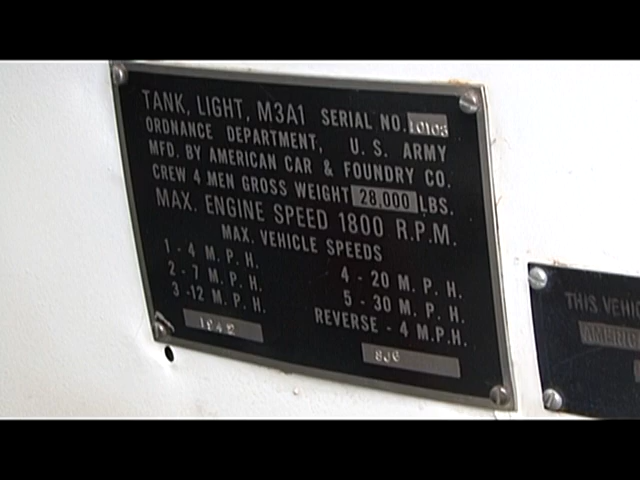 TANK, LIGHT, M3A1 SERIAL NO. 10105
ORDNANCE DEPARTMENT, U. S. ARMY
MFD. BY AMERICAN CAR & FOUNDRY CO.
CREW 4 MEN GROSS WEIGHT 28,000 LBS.
MAX. ENGINE SPEED 1800 R.P.M.
MAX. VEHICLE SPEEDS
1 - 4 M. P. H.
2 - 7 M. P. H.
3 -12 M. P. H.
4 - 20 M. P. H.
5 - 30 M. P. H.
REVERSE - 4 M.P.H.
1942
THIS